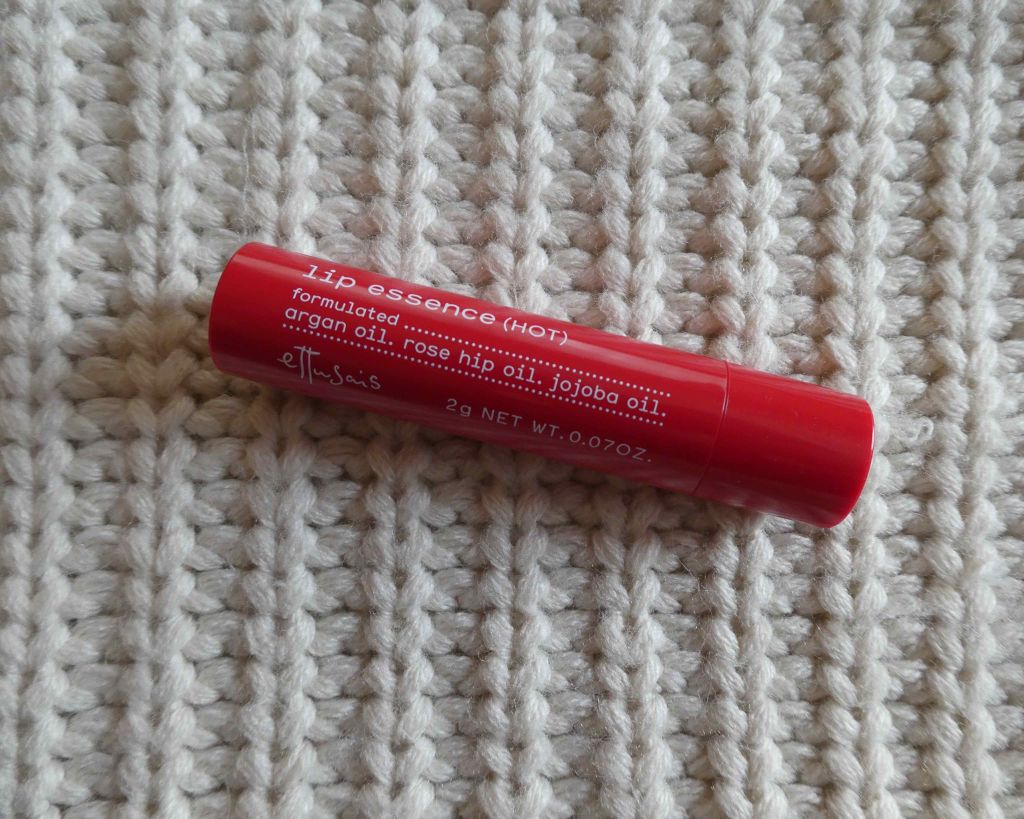 lip essence (HOT)
formulated
argan oil. rose hip oil. jojoba oil.
ettusais
2g NET WT.0.07OZ.